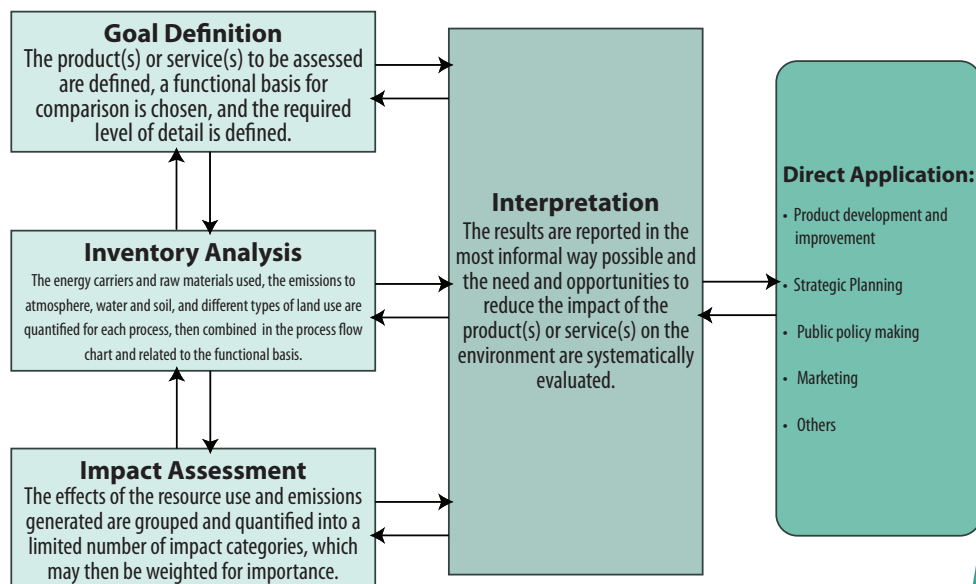 Goal Definition
The product(s) or service(s) to be assessed
are defined, a functional basis for
comparison is chosen, and the required
level of detail is defined.
Inventory Analysis
The energy carriers and raw materials used, the emissions to
atmosphere, water and soil, and different types of land use are
quantified for each process, then combined in the process flow
chart and related to the functional basis.
Impact Assessment
The effects of the resource use and emissions
generated are grouped and quantified into a
limited number of impact categories, which
may then be weighted for importance.
Interpretation
The results are reported in the
most informal way possible and
the need and opportunities to
reduce the impact of the
product(s) or service(s) on the
environment are systematically
evaluated.
Direct Application:
• Product development and
improvement
• Strategic Planning
• Public policy making
• Marketing
• Others